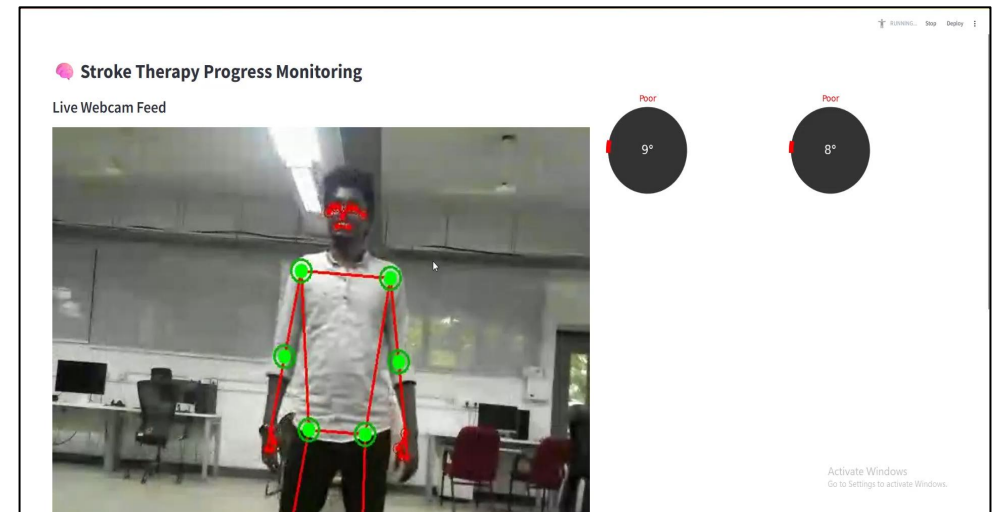 RUNNING... Stop Deploy
Stroke Therapy Progress Monitoring
Live Webcam Feed
Poor
9°
Poor
8°
Activate Windows
Go to Settings to activate Windows.